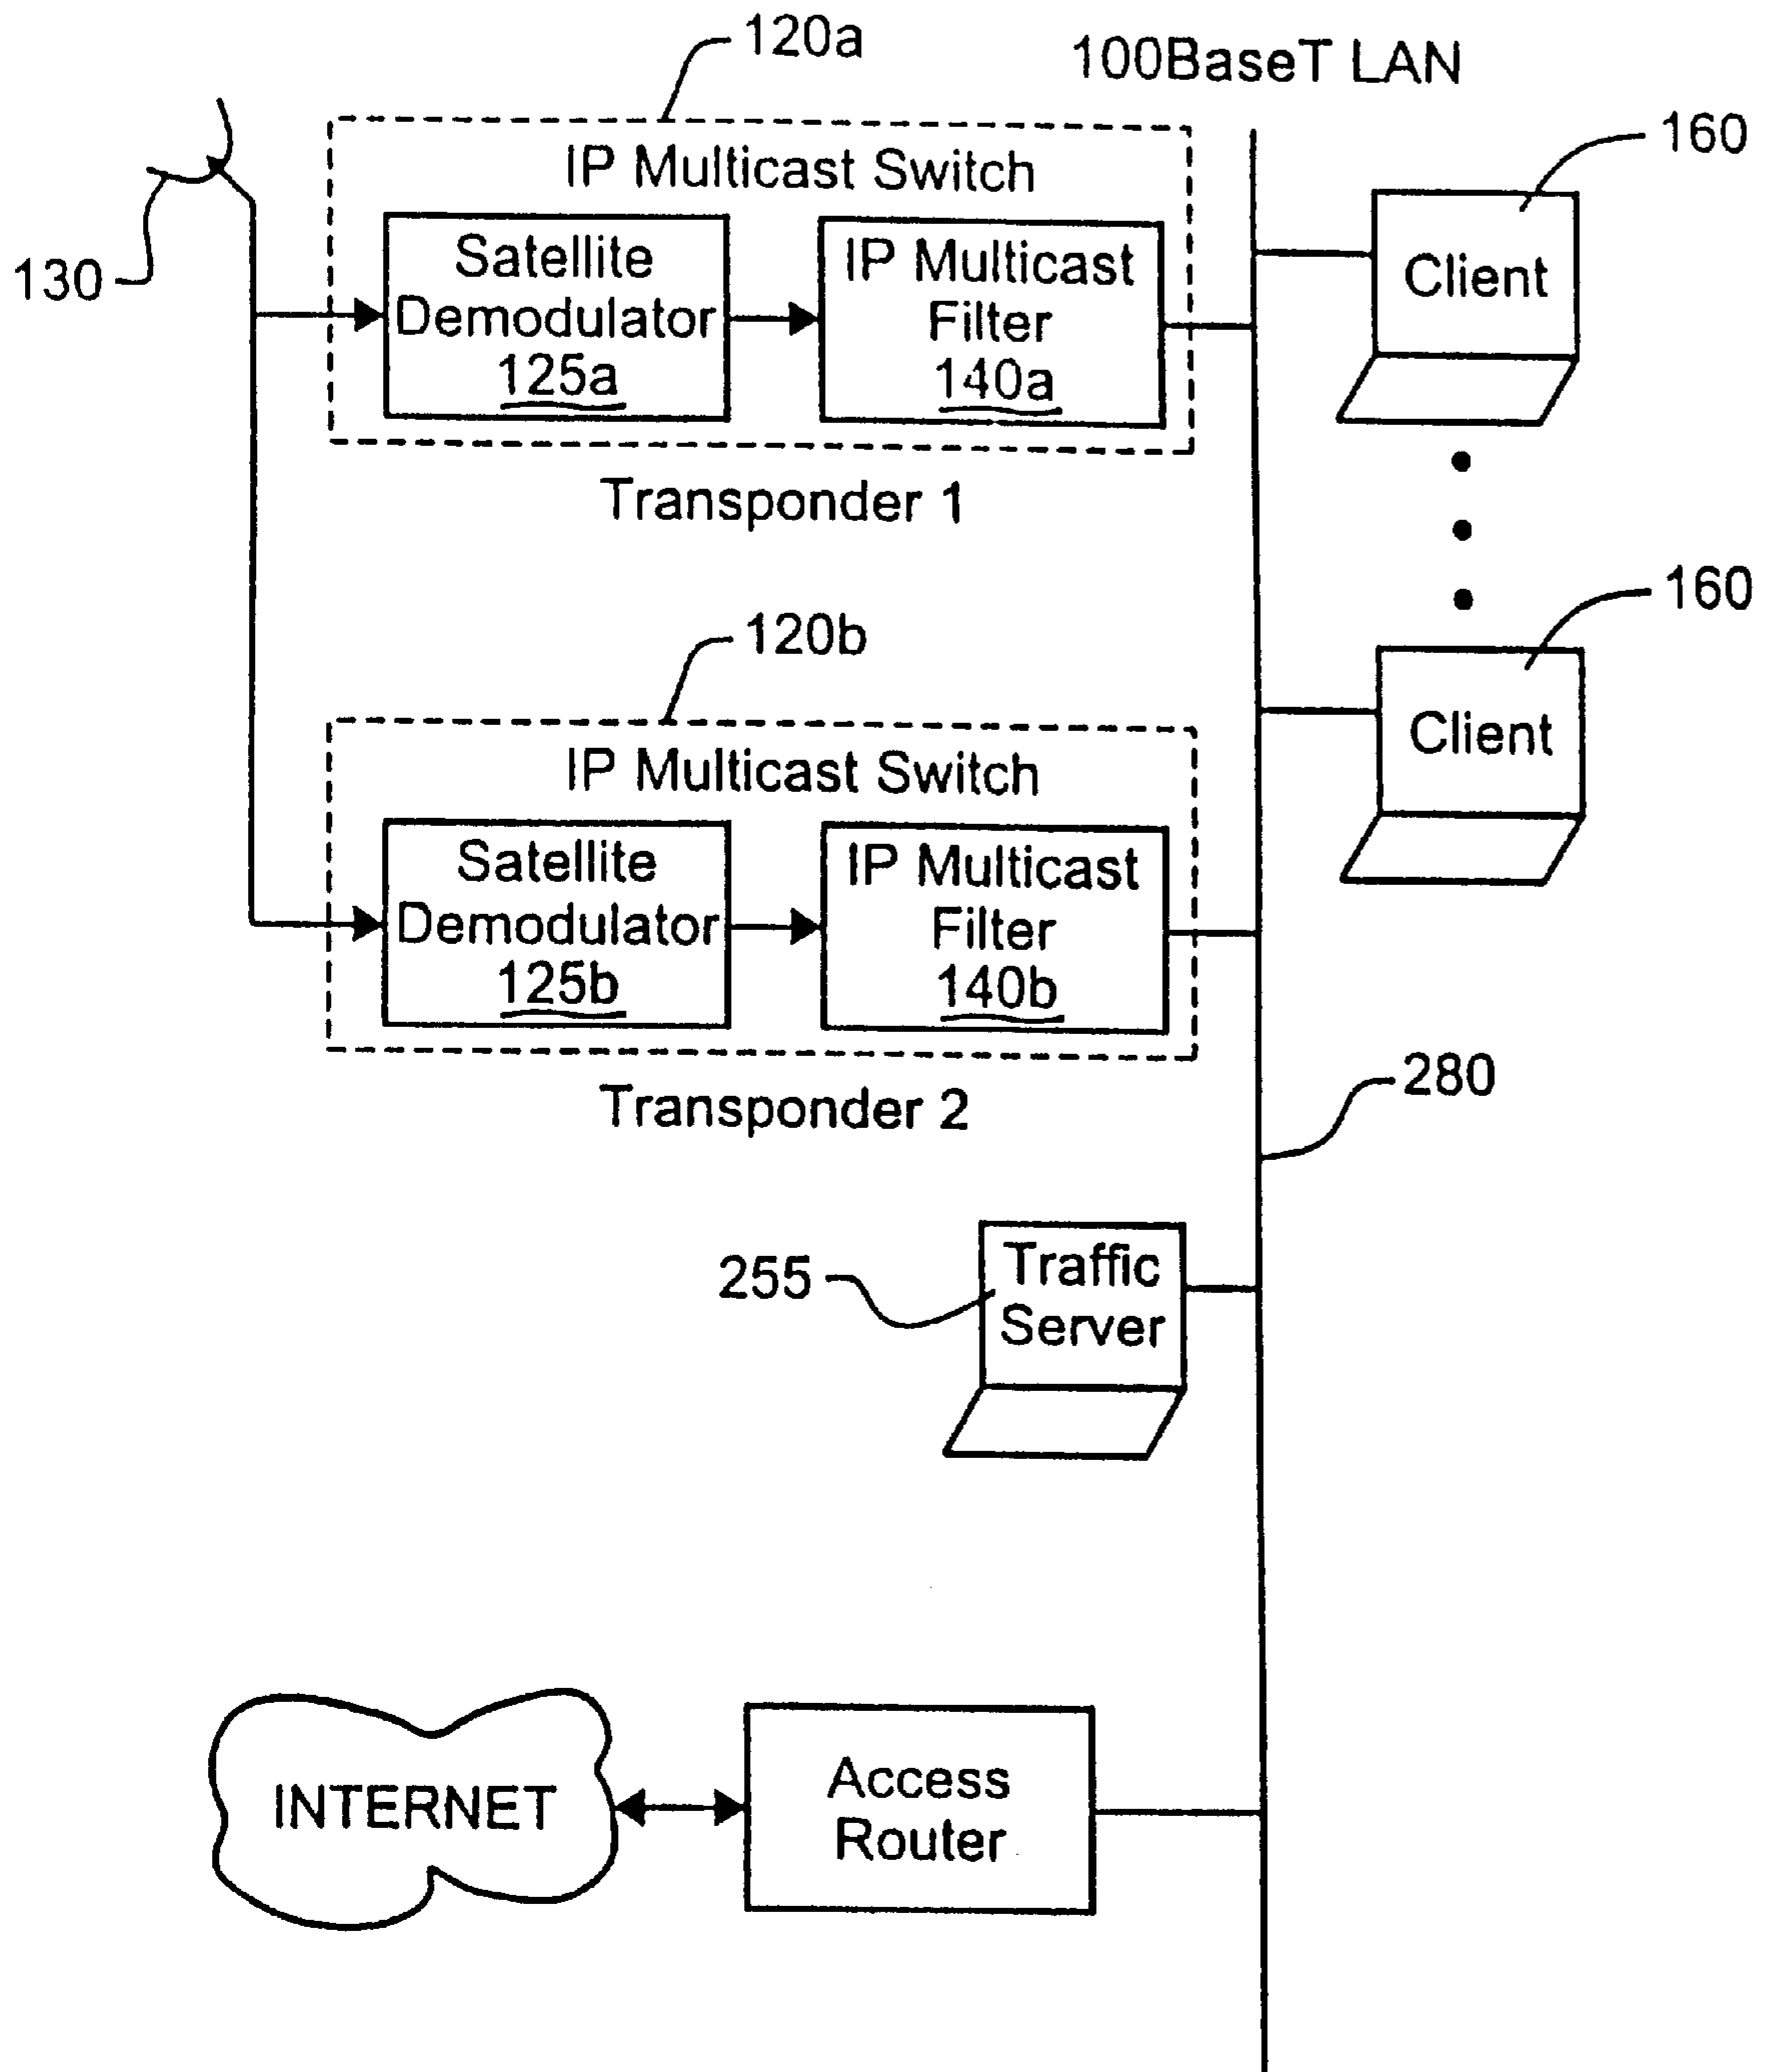 120a
100BaseT LAN
160
IP Multicast Switch
130
Satellite
Demodulator
125a
IP Multicast
Filter
140a
Client
Transponder 1
160
120b
IP Multicast Switch
Client
Satellite
Demodulator
125b
IP Multicast
Filter
140b
Transponder 2
280
255
Traffic
Server
INTERNET
Access
Router